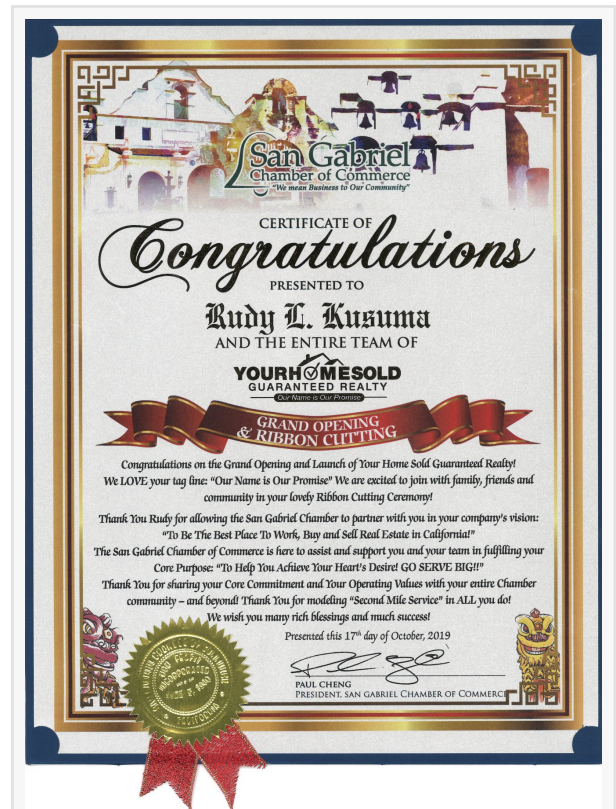 San Gabriel
Chamber of Commerce
"We mean Business to Our Community"
CERTIFICATE OF
Congratulations
PRESENTED TO
Rudy L. Kusuma
AND THE ENTIRE TEAM OF
YOURHOMESOLD
GUARANTEED REALTY
Our Name is Our Promise
GRAND OPENING
& RIBBON CUTTING
Congratulations on the Grand Opening and Launch of Your Home Sold Guaranteed Realty!
We LOVE your tag line: "Our Name is Our Promise" We are excited to join with family, friends and
community in your lovely Ribbon Cutting Ceremony!
Thank You Rudy for allowing the San Gabriel Chamber to partner with you in your company's vision:
"To Be The Best Place To Work, Buy and Sell Real Estate in California!"
The San Gabriel Chamber of Commerce is here to assist and support you and your team in fulfilling your
Core Purpose: "To Help You Achieve Your Heart's Desire! GO SERVE BIG!!"
Thank You for sharing your Core Commitment and Your Operating Values with your entire Chamber
community – and beyond! Thank You for modeling "Second Mile Service" in ALL you do!
We wish you many rich blessings and much success!
Presented this 17th day of October, 2019
PAUL CHENG
PRESIDENT, SAN GABRIEL CHAMBER OF COMMERCE